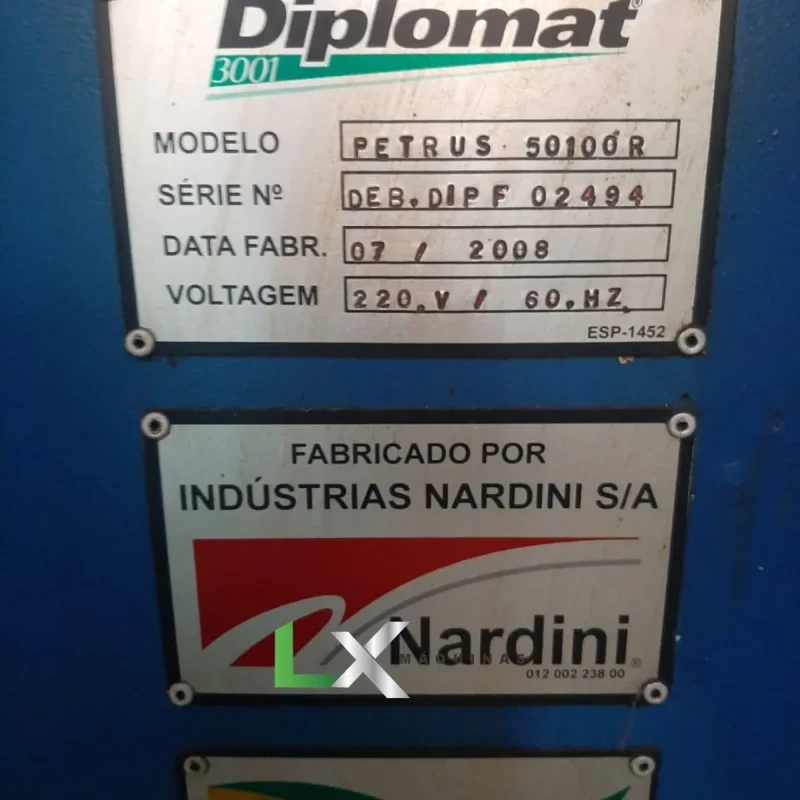 Diplomat
3001
MODELO PETRUS 50100R
SÉRIE Nº DEB.DIPF 02494
DATA FABR. 07 / 2008
VOLTAGEM 220.V / 60.HZ
ESP-1452
FABRICADO POR
INDÚSTRIAS NARDINI S/A
Nardini
LX
MÁQUINAS
012 002 238 00